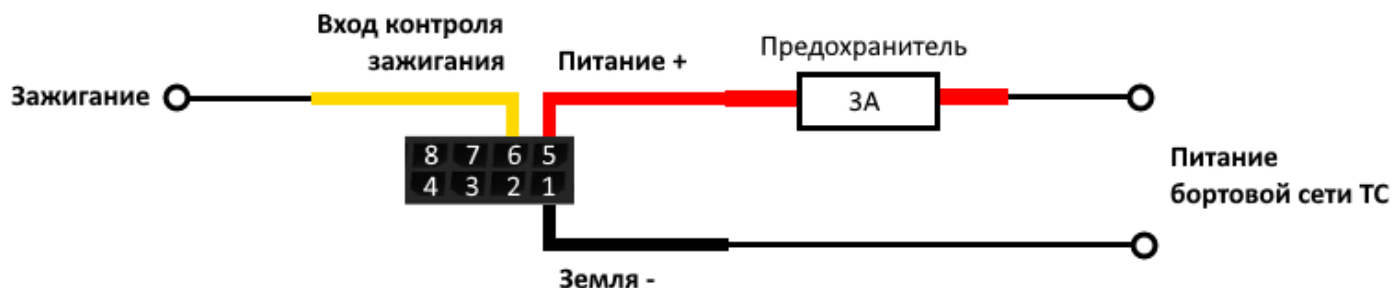 Вход контроля
зажигания
Питание +
Предохранитель
Зажигание
3А
8 7 6 5
4 3 2 1
Питание
бортовой сети ТС
Земля -